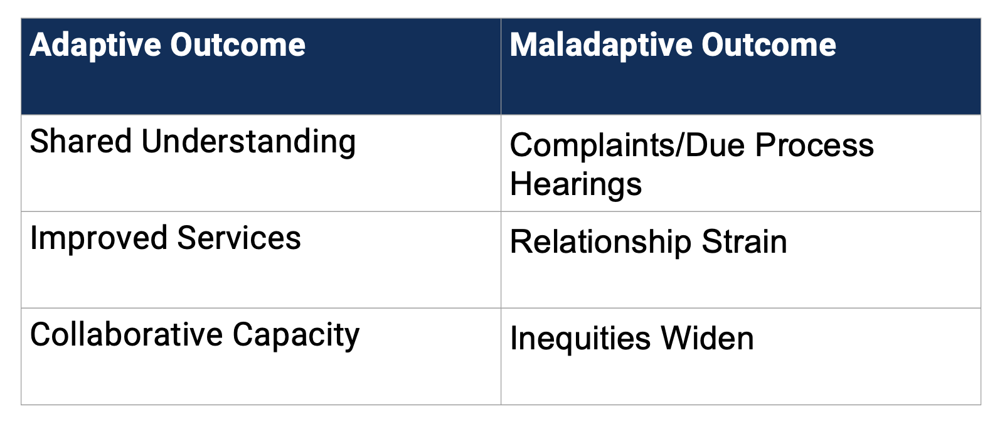 Adaptive Outcome
Maladaptive Outcome
Shared Understanding
Complaints/Due Process
Hearings
Improved Services
Relationship Strain
Collaborative Capacity
Inequities Widen